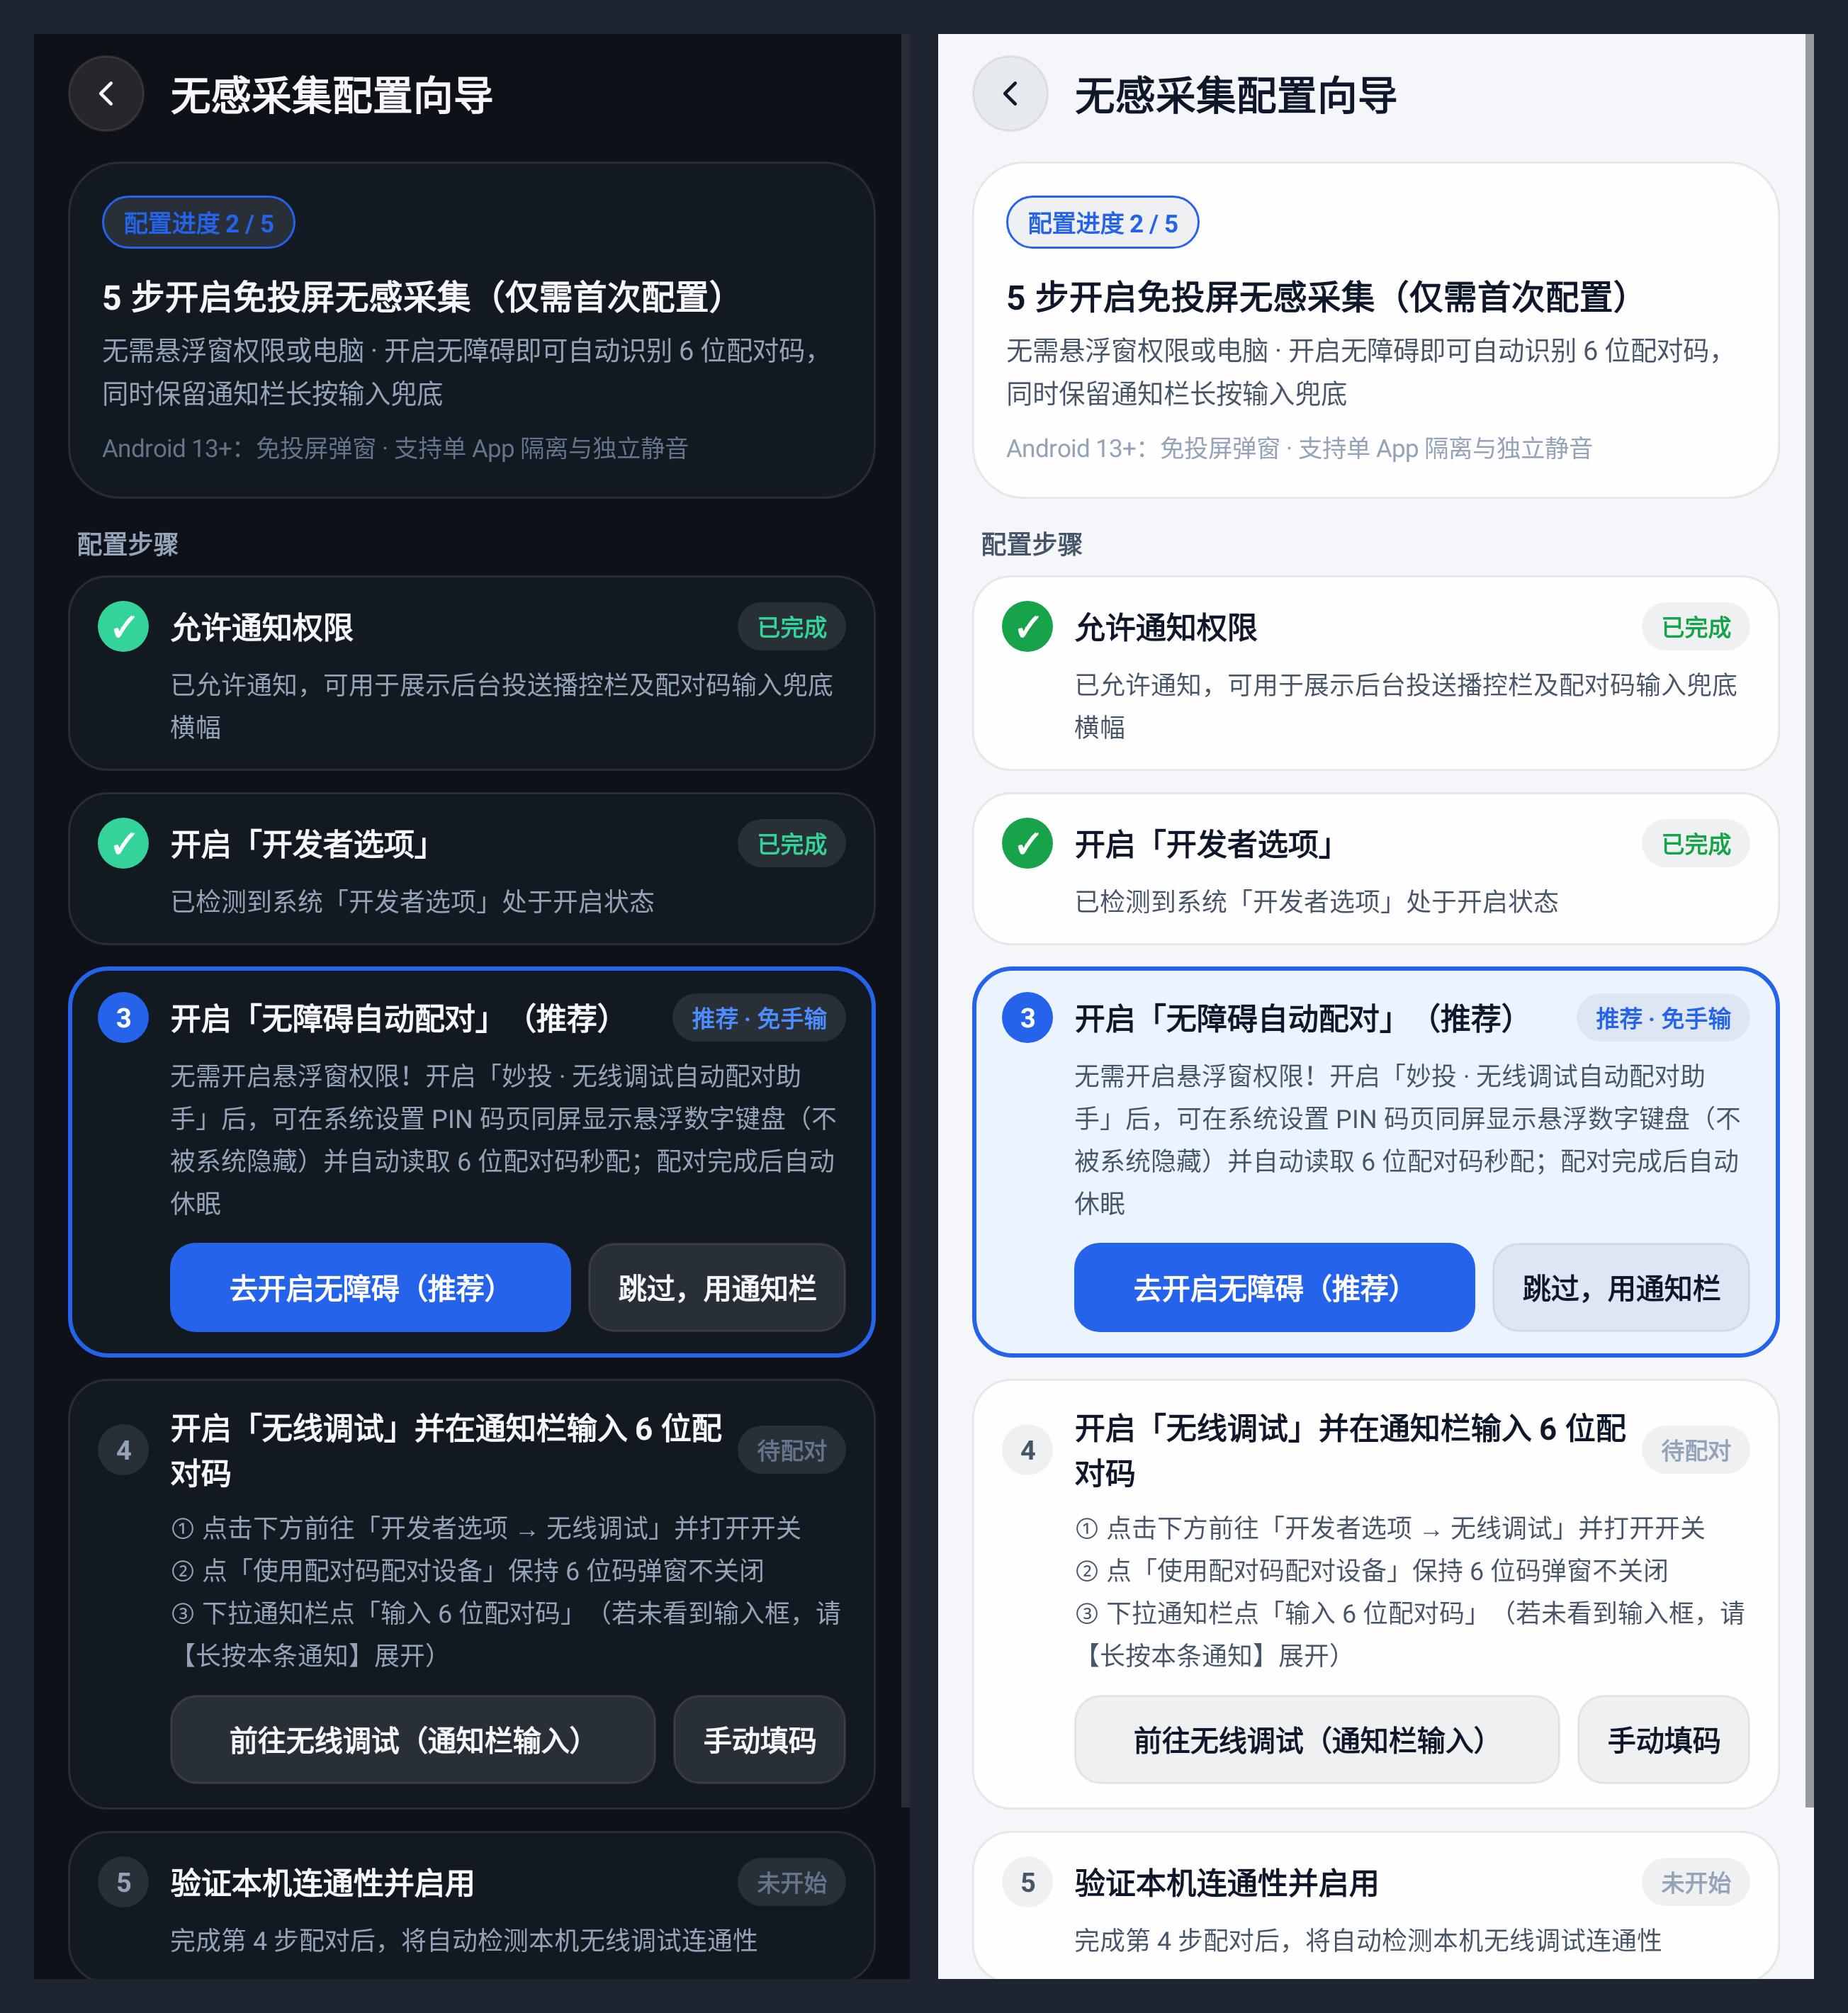 无感采集配置向导
配置进度 2 / 5
5 步开启免投屏无感采集（仅需首次配置）
无需悬浮窗权限或电脑 · 开启无障碍即可自动识别 6 位配对码，
同时保留通知栏长按输入兜底
Android 13+：免投屏弹窗 · 支持单 App 隔离与独立静音
配置步骤
✓ 允许通知权限 已完成
已允许通知，可用于展示后台投送播控栏及配对码输入兜底
横幅
✓ 开启「开发者选项」 已完成
已检测到系统「开发者选项」处于开启状态
3 开启「无障碍自动配对」（推荐） 推荐 · 免手输
无需开启悬浮窗权限！开启「妙投 · 无线调试自动配对助
手」后，可在系统设置 PIN 码页同屏显示悬浮数字键盘（不
被系统隐藏）并自动读取 6 位配对码秒配；配对完成后自动
休眠
去开启无障碍（推荐） 跳过，用通知栏
4 开启「无线调试」并在通知栏输入 6 位配
对码 待配对
① 点击下方前往「开发者选项 → 无线调试」并打开开关
② 点「使用配对码配对设备」保持 6 位码弹窗不关闭
③ 下拉通知栏点「输入 6 位配对码」（若未看到输入框，请
【长按本条通知】展开）
前往无线调试（通知栏输入） 手动填码
5 验证本机连通性并启用 未开始
完成第 4 步配对后，将自动检测本机无线调试连通性
无感采集配置向导
配置进度 2 / 5
5 步开启免投屏无感采集（仅需首次配置）
无需悬浮窗权限或电脑 · 开启无障碍即可自动识别 6 位配对码，
同时保留通知栏长按输入兜底
Android 13+：免投屏弹窗 · 支持单 App 隔离与独立静音
配置步骤
✓ 允许通知权限 已完成
已允许通知，可用于展示后台投送播控栏及配对码输入兜底
横幅
✓ 开启「开发者选项」 已完成
已检测到系统「开发者选项」处于开启状态
3 开启「无障碍自动配对」（推荐） 推荐 · 免手输
无需开启悬浮窗权限！开启「妙投 · 无线调试自动配对助
手」后，可在系统设置 PIN 码页同屏显示悬浮数字键盘（不
被系统隐藏）并自动读取 6 位配对码秒配；配对完成后自动
休眠
去开启无障碍（推荐） 跳过，用通知栏
4 开启「无线调试」并在通知栏输入 6 位配
对码 待配对
① 点击下方前往「开发者选项 → 无线调试」并打开开关
② 点「使用配对码配对设备」保持 6 位码弹窗不关闭
③ 下拉通知栏点「输入 6 位配对码」（若未看到输入框，请
【长按本条通知】展开）
前往无线调试（通知栏输入） 手动填码
5 验证本机连通性并启用 未开始
完成第 4 步配对后，将自动检测本机无线调试连通性